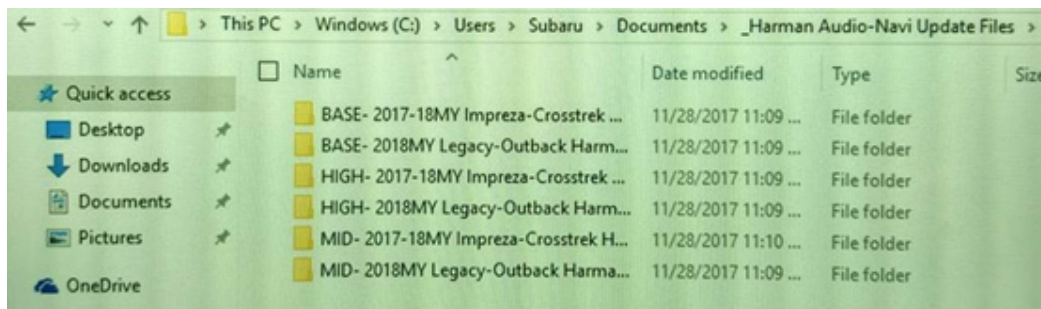 This PC > Windows (C:) > Users > Subaru > Documents > _Harman Audio-Navi Update Files >
Name Date modified Type Size
Quick access
Desktop
Downloads
Documents
Pictures
OneDrive
BASE- 2017-18MY Impreza-Crosstrek ... 11/28/2017 11:09 ... File folder
BASE- 2018MY Legacy-Outback Harm... 11/28/2017 11:09 ... File folder
HIGH- 2017-18MY Impreza-Crosstrek ... 11/28/2017 11:09 ... File folder
HIGH- 2018MY Legacy-Outback Harm... 11/28/2017 11:09 ... File folder
MID- 2017-18MY Impreza-Crosstrek H... 11/28/2017 11:10 ... File folder
MID- 2018MY Legacy-Outback Harma... 11/28/2017 11:09 ... File folder